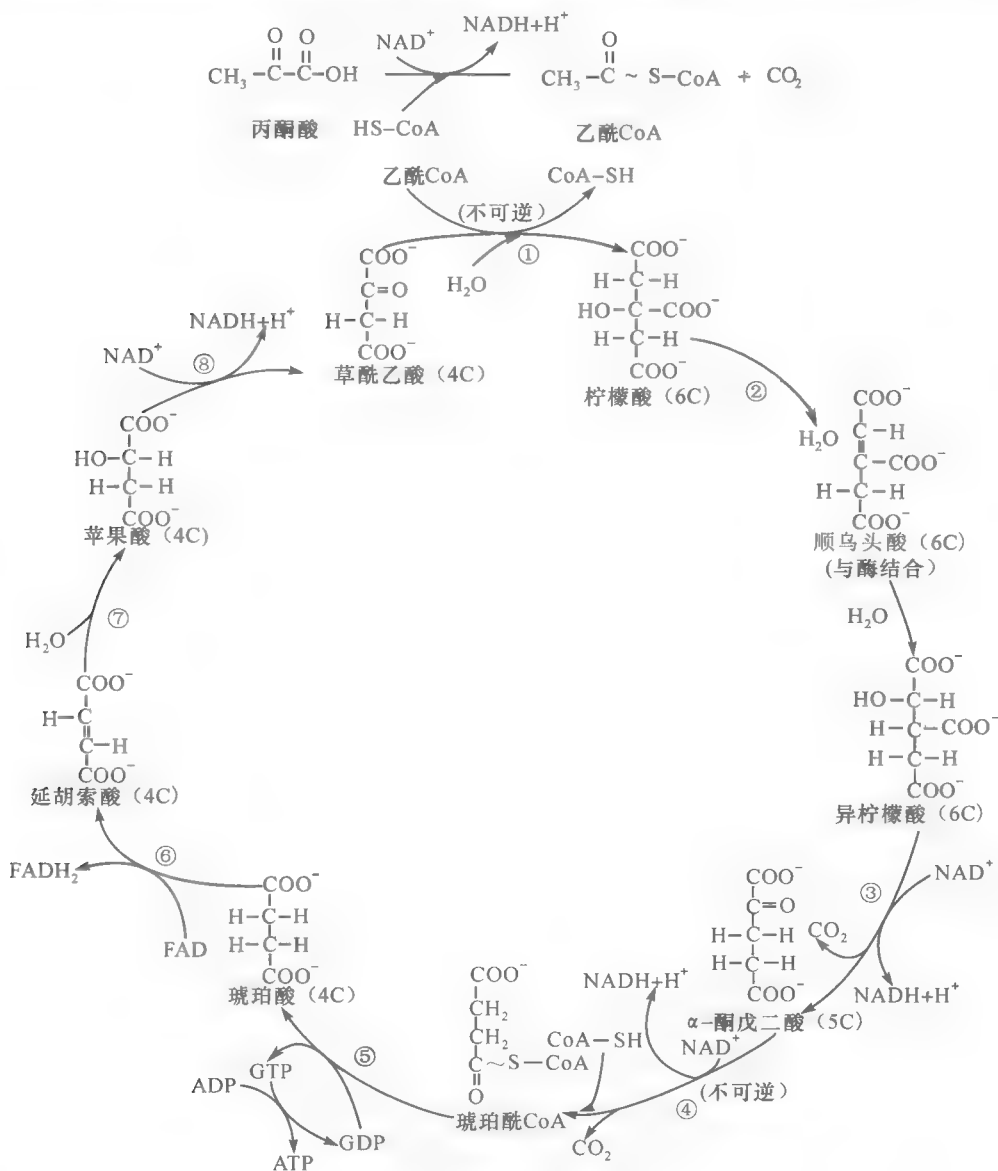 NAD⁺ NADH+H⁺
O O
CH₃–C–C–OH
O
CH₃–C ~ S–CoA + CO₂
丙酮酸 HS–CoA 乙酰CoA
乙酰CoA CoA–SH
(不可逆)
①
H₂O
COO⁻
C=O
H–C–H
COO⁻
草酰乙酸(4C)
COO⁻
H–C–H
HO–C–COO⁻
H–C–H
COO⁻
柠檬酸(6C)
②
H₂O
COO⁻
C–H
C–COO⁻
H–C–H
COO⁻
顺乌头酸(6C)
(与酶结合)
H₂O
COO⁻
HO–C–H
H–C–COO⁻
H–C–H
COO⁻
异柠檬酸(6C)
③
NAD⁺
CO₂
NADH+H⁺
COO⁻
C=O
H–C–H
H–C–H
COO⁻
α-酮戊二酸(5C)
NAD⁺
NADH+H⁺
CoA–SH
(不可逆)
④
CO₂
COO⁻
CH₂
CH₂
C~S–CoA
O
琥珀酰CoA
⑤
GTP
ADP
GDP
ATP
COO⁻
H–C–H
H–C–H
COO⁻
琥珀酸(4C)
⑥
FADH₂
FAD
COO⁻
H–C
C–H
COO⁻
延胡索酸(4C)
⑦
H₂O
COO⁻
HO–C–H
H–C–H
COO⁻
苹果酸(4C)
⑧
NAD⁺
NADH+H⁺